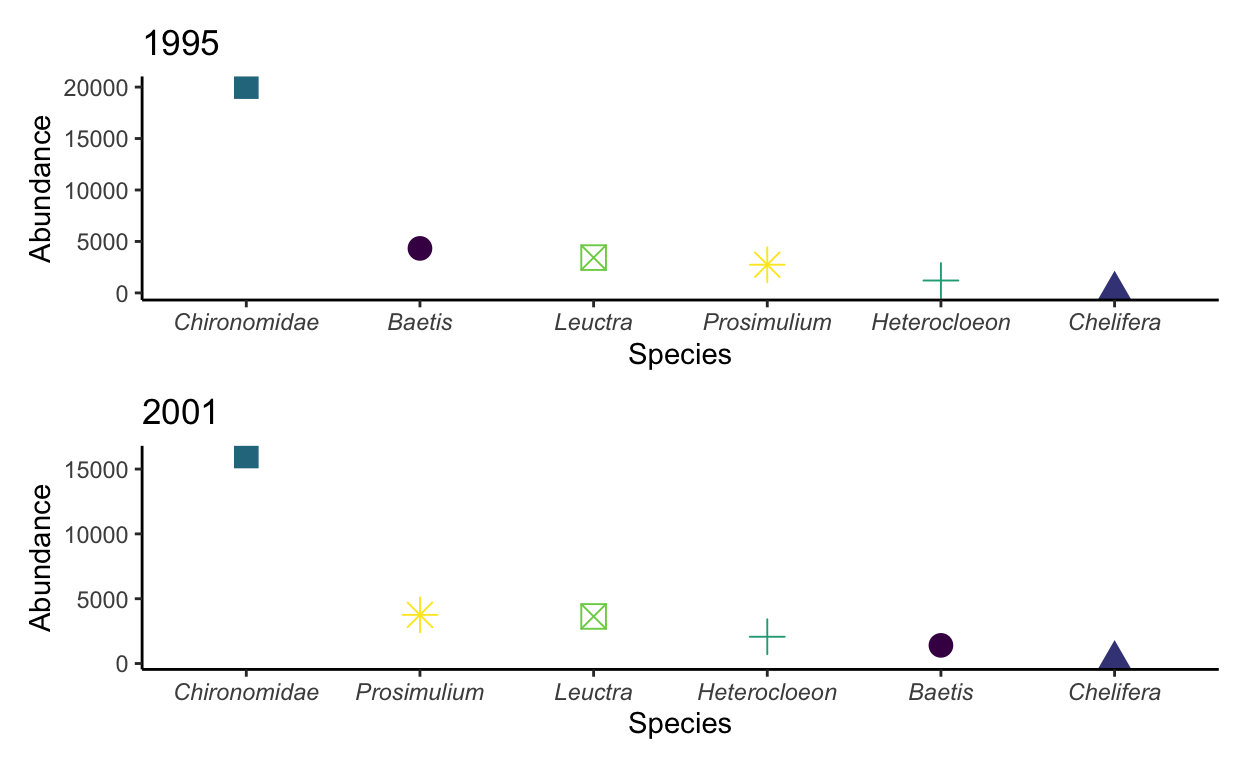 1995
Abundance
20000
15000
10000
5000
0
Chironomidae Baetis Leuctra Prosimulium Heterocloeon Chelifera
Species
2001
Abundance
15000
10000
5000
0
Chironomidae Prosimulium Leuctra Heterocloeon Baetis Chelifera
Species